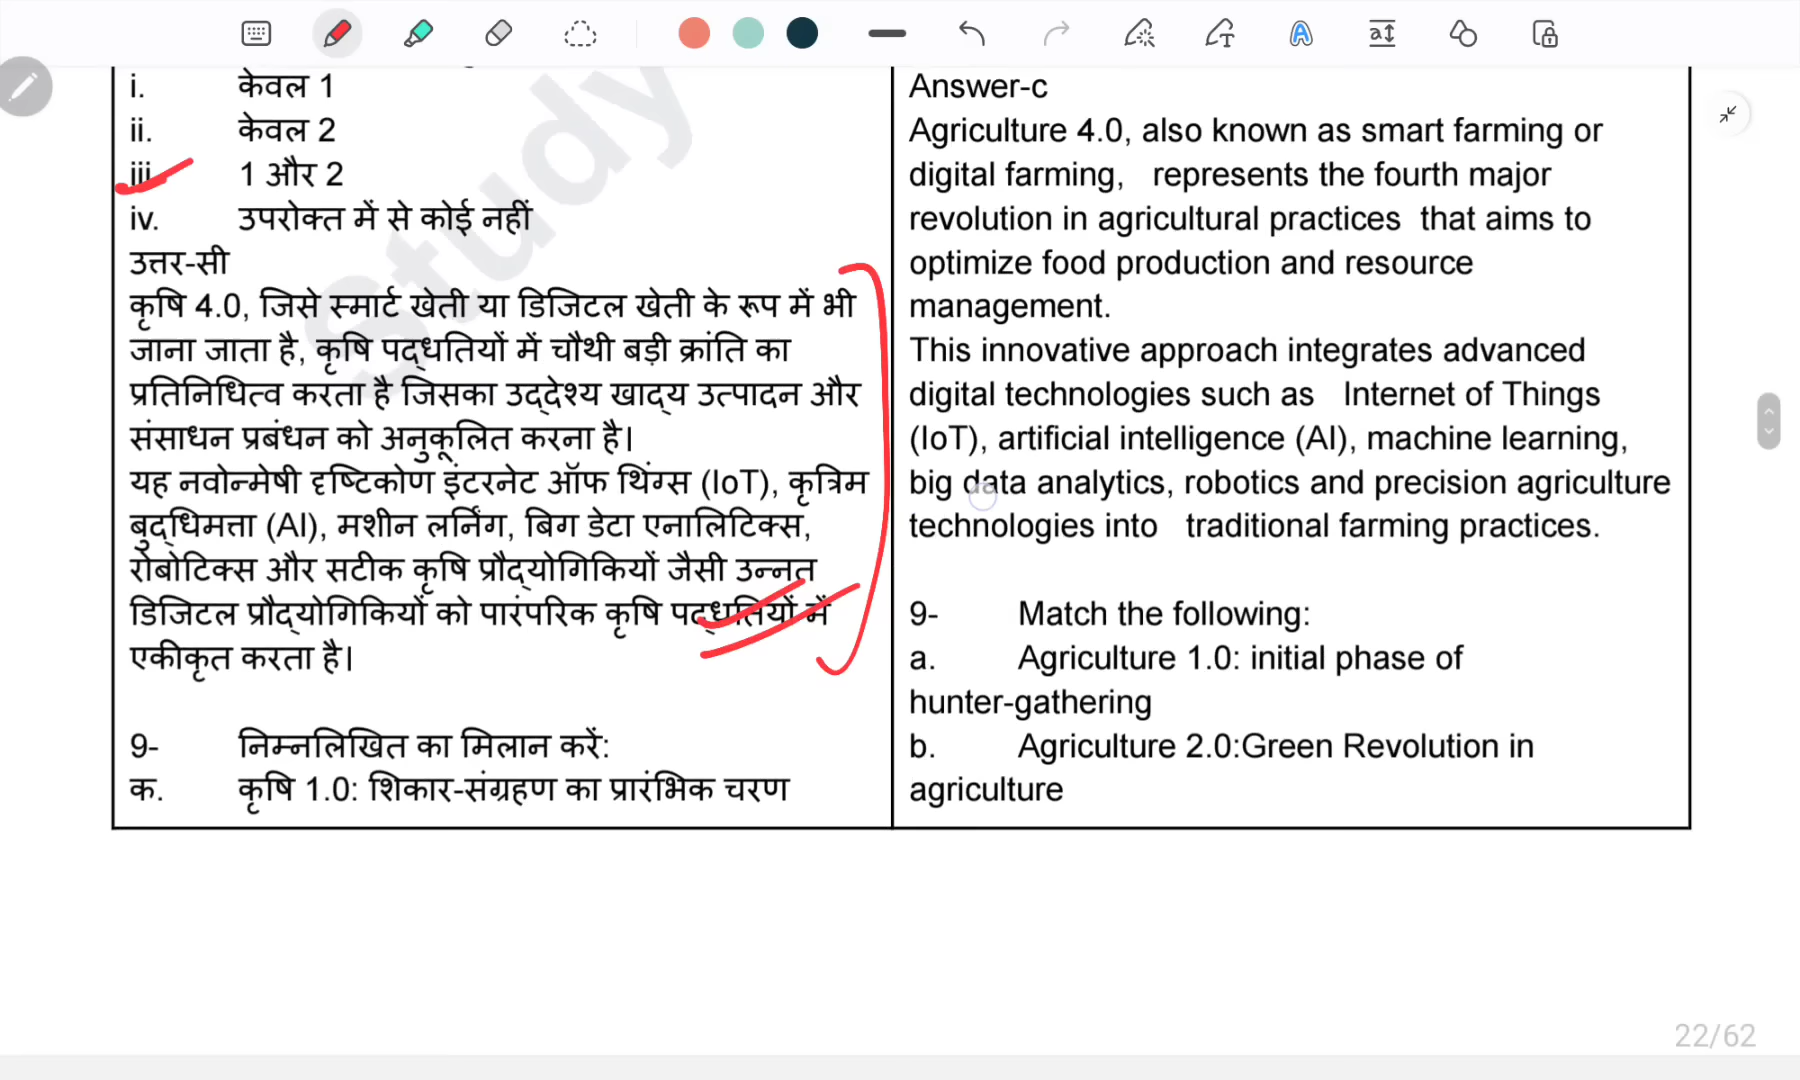 i. केवल 1
ii. केवल 2
iii. 1 और 2
iv. उपरोक्त में से कोई नहीं
उत्तर-सी
कृषि 4.0, जिसे स्मार्ट खेती या डिजिटल खेती के रूप में भी
जाना जाता है, कृषि पद्धतियों में चौथी बड़ी क्रांति का
प्रतिनिधित्व करता है जिसका उद्देश्य खाद्य उत्पादन और
संसाधन प्रबंधन को अनुकूलित करना है।
यह नवोन्मेषी दृष्टिकोण इंटरनेट ऑफ थिंग्स (IoT), कृत्रिम
बुद्धिमत्ता (AI), मशीन लर्निंग, बिग डेटा एनालिटिक्स,
रोबोटिक्स और सटीक कृषि प्रौद्योगिकियों जैसी उन्नत
डिजिटल प्रौद्योगिकियों को पारंपरिक कृषि पद्धतियों में
एकीकृत करता है।
9- निम्नलिखित का मिलान करें:
क. कृषि 1.0: शिकार-संग्रहण का प्रारंभिक चरण
Answer-c
Agriculture 4.0, also known as smart farming or
digital farming, represents the fourth major
revolution in agricultural practices that aims to
optimize food production and resource
management.
This innovative approach integrates advanced
digital technologies such as Internet of Things
(IoT), artificial intelligence (AI), machine learning,
big data analytics, robotics and precision agriculture
technologies into traditional farming practices.
9- Match the following:
a. Agriculture 1.0: initial phase of
hunter-gathering
b. Agriculture 2.0:Green Revolution in
agriculture
Study
22/62